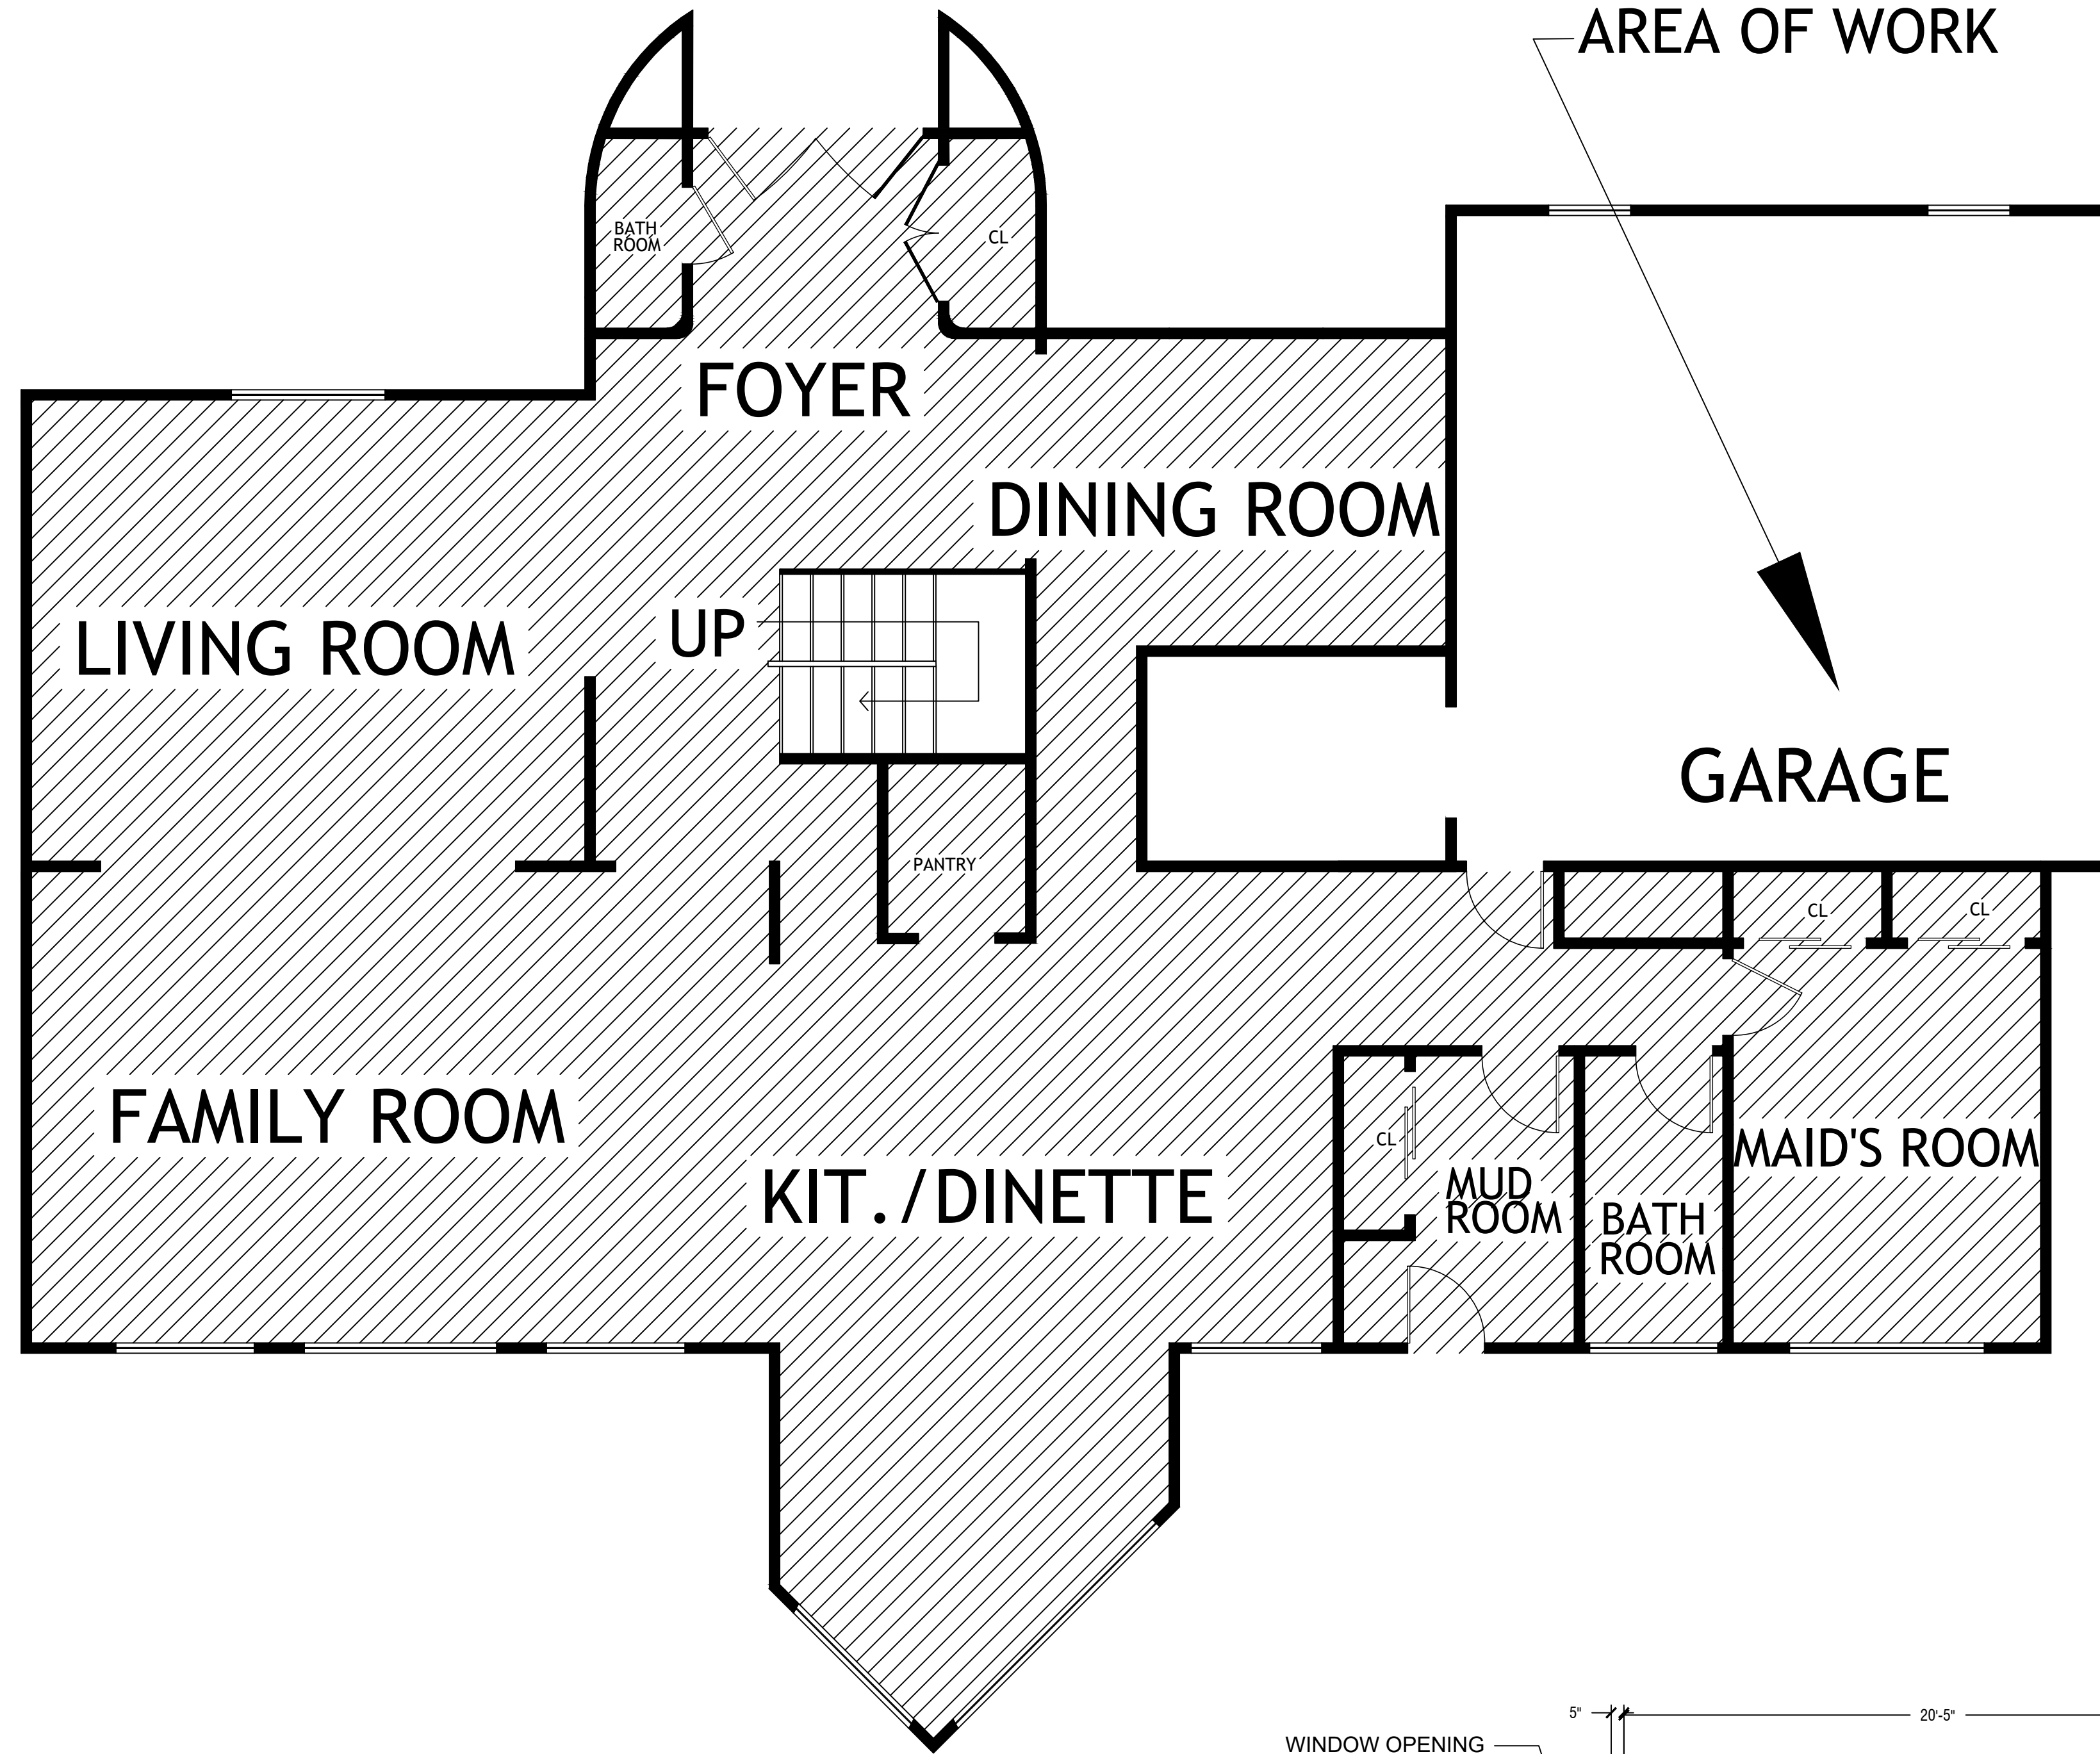 AREA OF WORK
BATH
ROOM
CL
FOYER
DINING ROOM
LIVING ROOM
UP
GARAGE
PANTRY
CL
CL
FAMILY ROOM
CL
MUD
ROOM
MAID'S ROOM
KIT./DINETTE
BATH
ROOM
5"
20'-5"
WINDOW OPENING